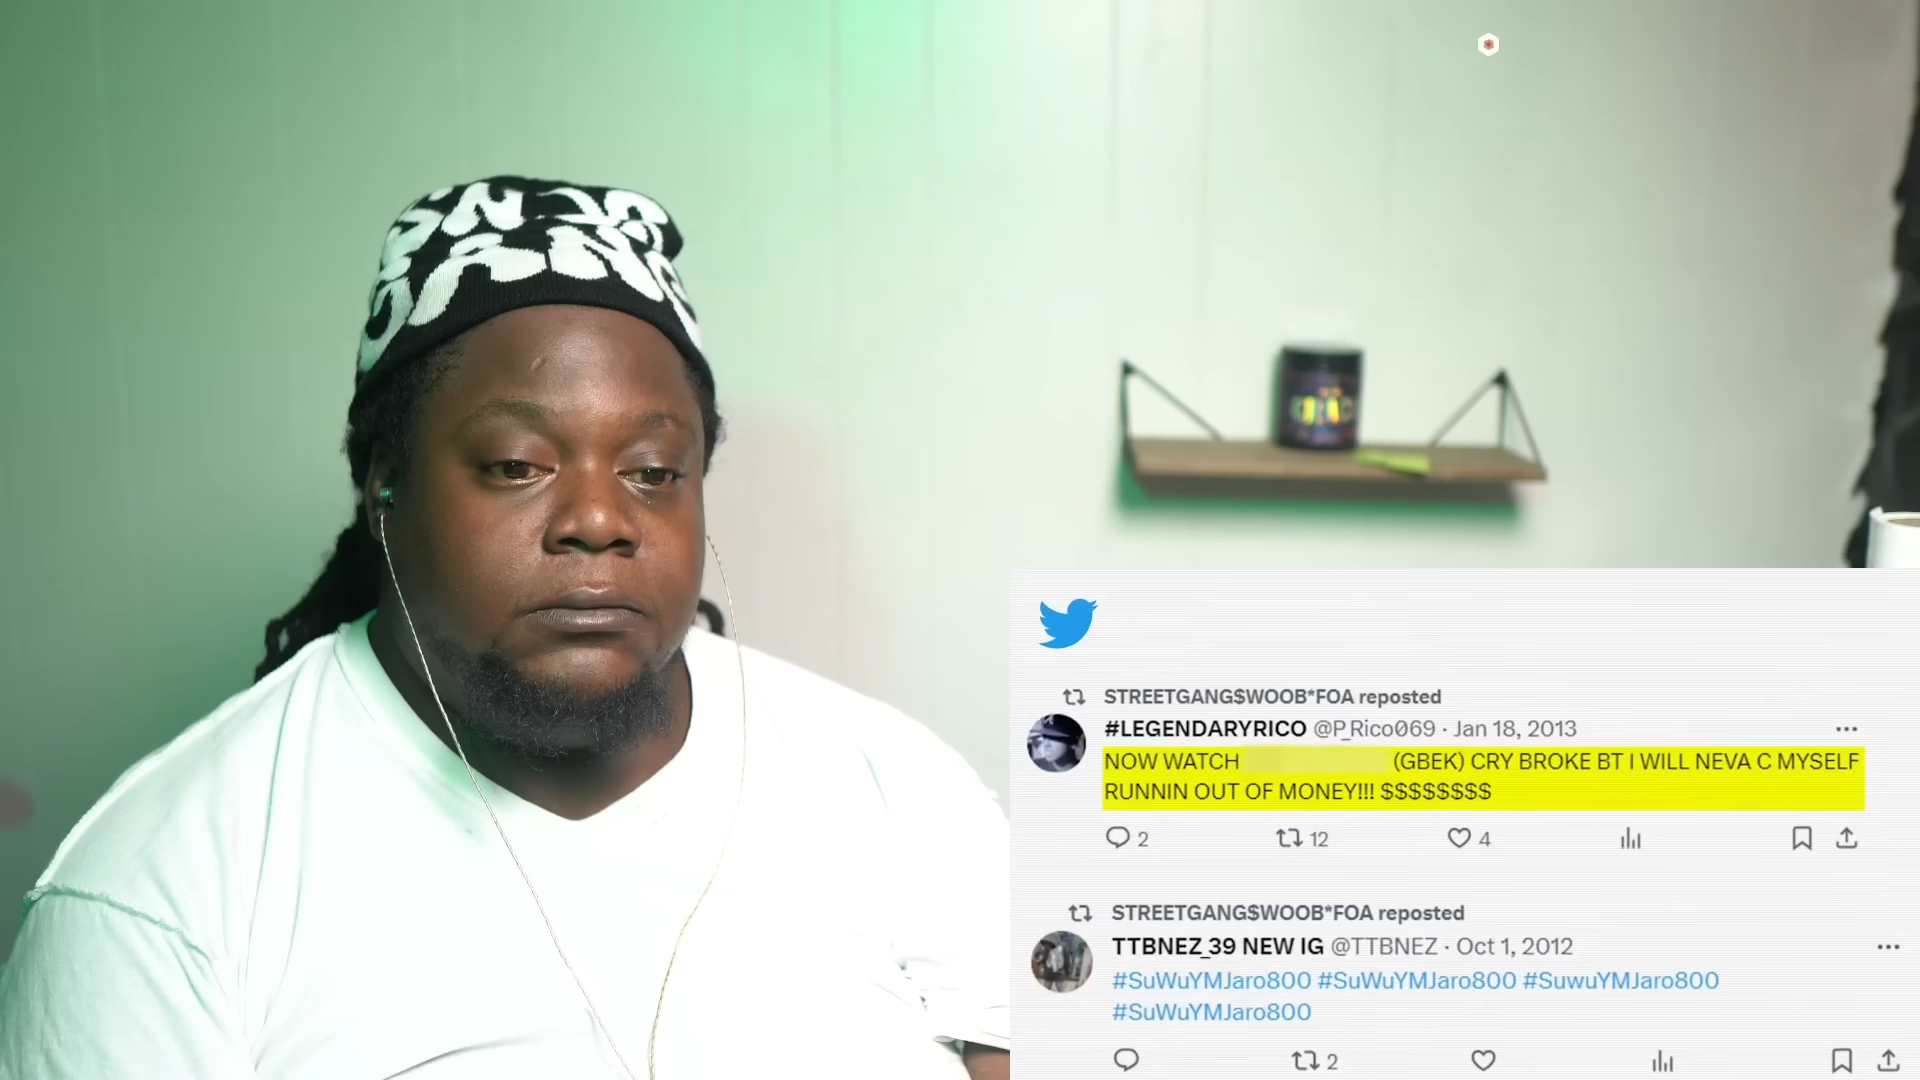 STREETGANG$WOOB*FOA reposted
#LEGENDARYRICO @P_Rico069 · Jan 18, 2013
NOW WATCH (GBEK) CRY BROKE BT I WILL NEVA C MYSELF
RUNNIN OUT OF MONEY!!! $$$$$$$$
2 12 4
STREETGANG$WOOB*FOA reposted
TTBNEZ_39 NEW IG @TTBNEZ · Oct 1, 2012
#SuWuYMJaro800 #SuWuYMJaro800 #SuwuYMJaro800
#SuWuYMJaro800
2